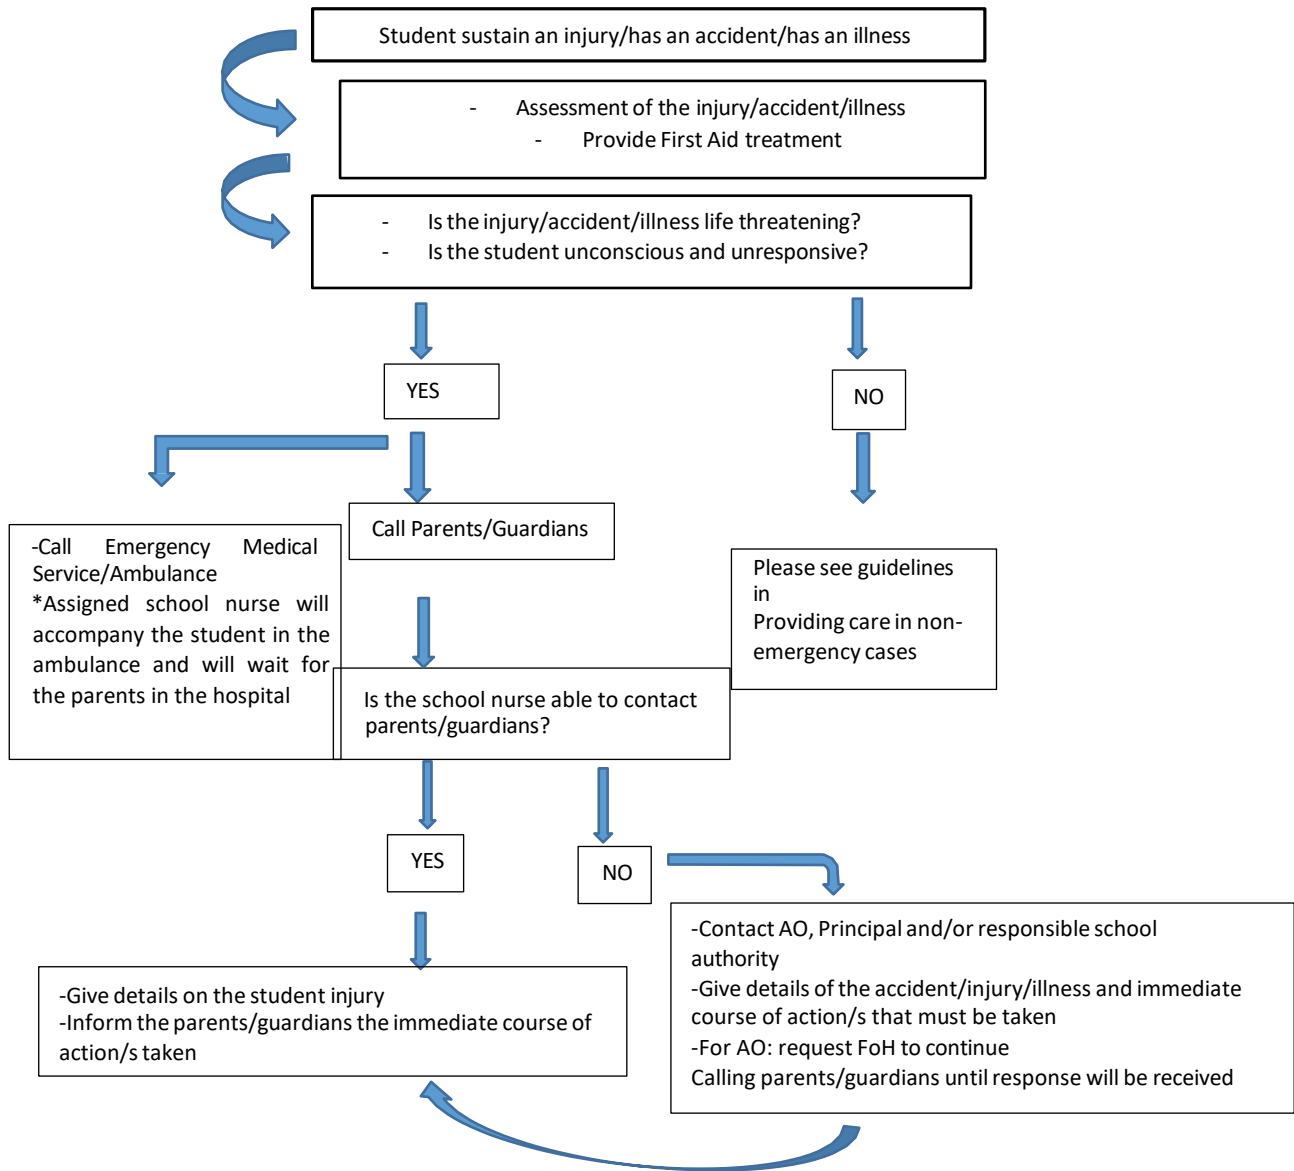 Student sustain an injury/has an accident/has an illness
- Assessment of the injury/accident/illness
- Provide First Aid treatment
- Is the injury/accident/illness life threatening?
- Is the student unconscious and unresponsive?
YES
NO
-Call Emergency Medical
Service/Ambulance
*Assigned school nurse will
accompany the student in the
ambulance and will wait for
the parents in the hospital
Call Parents/Guardians
Please see guidelines
in
Providing care in non-
emergency cases
Is the school nurse able to contact
parents/guardians?
YES
NO
-Give details on the student injury
-Inform the parents/guardians the immediate course of
action/s taken
-Contact AO, Principal and/or responsible school
authority
-Give details of the accident/injury/illness and immediate
course of action/s that must be taken
-For AO: request FoH to continue
Calling parents/guardians until response will be received